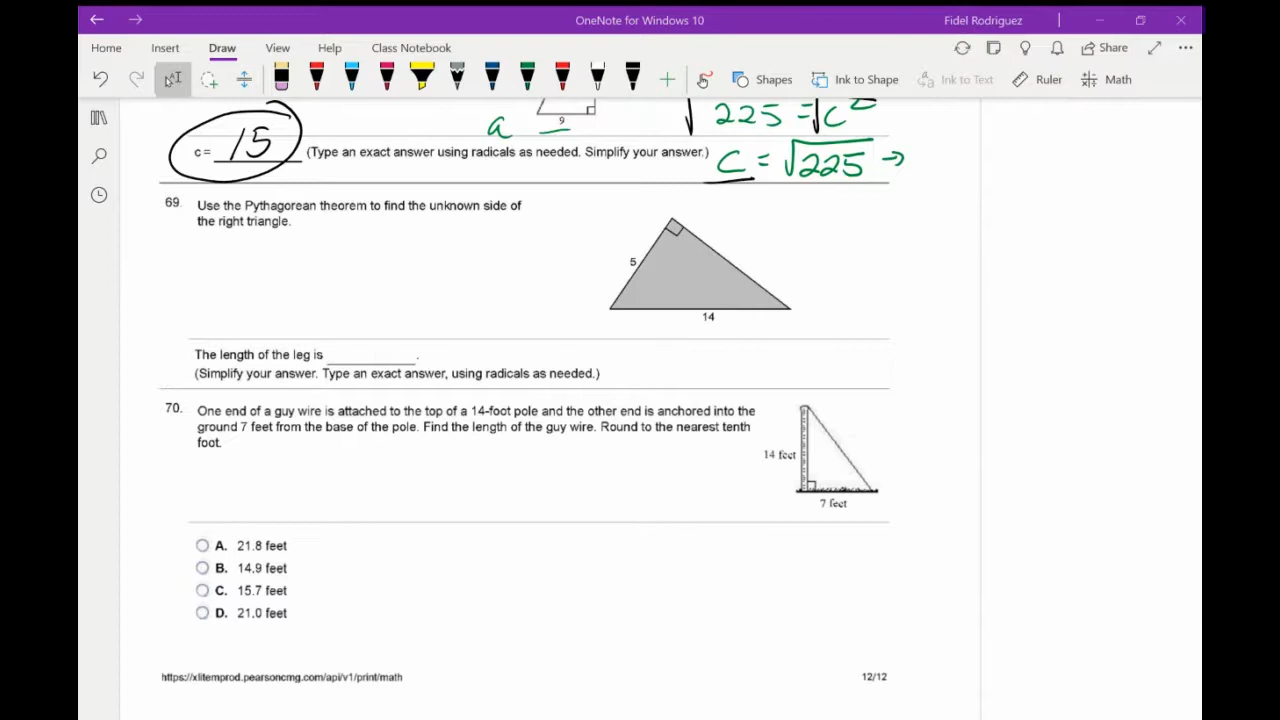 OneNote for Windows 10
Fidel Rodriguez
Home Insert Draw View Help Class Notebook
Share
Shapes Ink to Shape Ink to Text Ruler Math
9
a
√225 = √c²
c = 15 (Type an exact answer using radicals as needed. Simplify your answer.)
C = √225 →
69. Use the Pythagorean theorem to find the unknown side of
the right triangle.
5
14
The length of the leg is ____________.
(Simplify your answer. Type an exact answer, using radicals as needed.)
70. One end of a guy wire is attached to the top of a 14-foot pole and the other end is anchored into the
ground 7 feet from the base of the pole. Find the length of the guy wire. Round to the nearest tenth
foot.
14 feet
7 feet
A. 21.8 feet
B. 14.9 feet
C. 15.7 feet
D. 21.0 feet
https://xlitemprod.pearsoncmg.com/api/v1/print/math
12/12